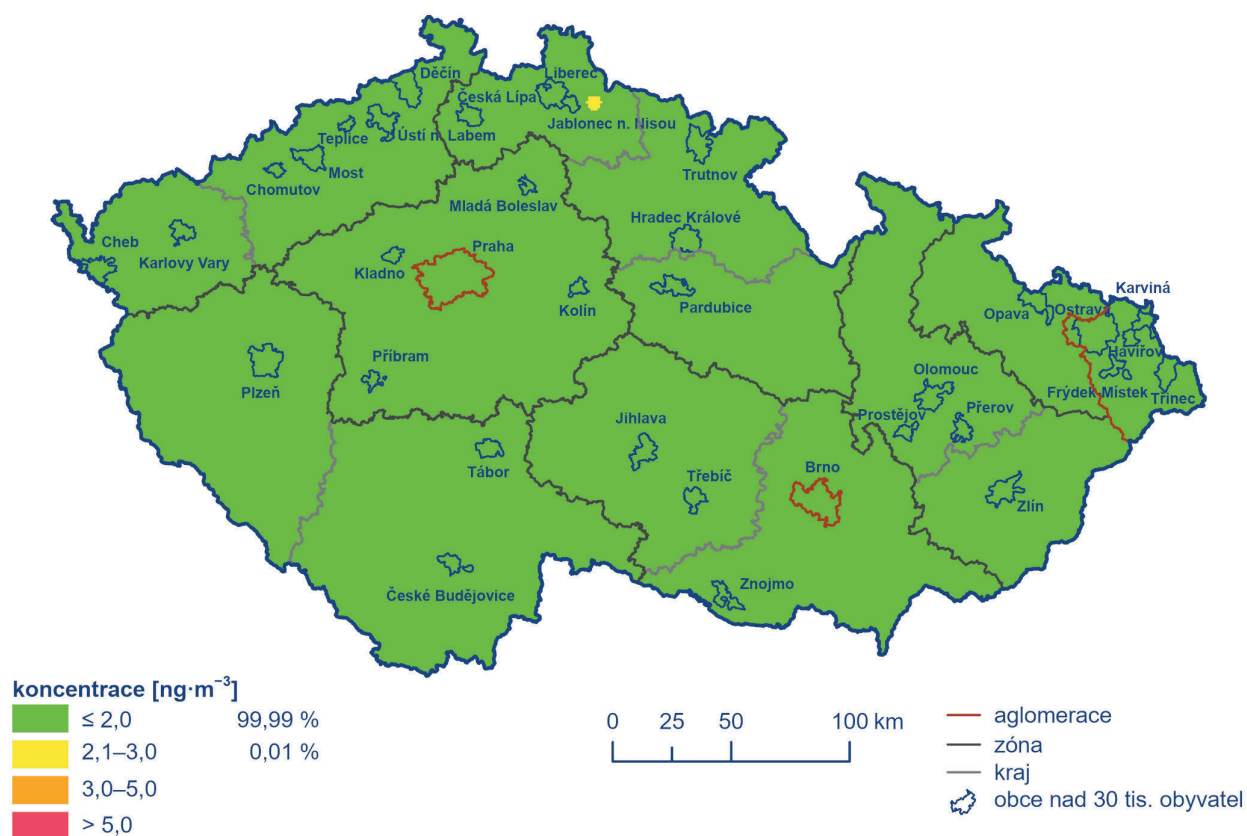 Děčín
Liberec
Česká Lípa
Jablonec n. Nisou
Teplice
Ústí n. Labem
Most
Chomutov
Trutnov
Mladá Boleslav
Hradec Králové
Cheb
Karlovy Vary
Praha
Kladno
Kolín
Pardubice
Karviná
Opava
Ostrava
Havířov
Příbram
Plzeň
Olomouc
Frýdek Místek
Třinec
Prostějov
Přerov
Jihlava
Tábor
Třebíč
Brno
Zlín
České Budějovice
Znojmo
koncentrace [ng·m⁻³]
≤ 2,0 99,99 %
2,1–3,0 0,01 %
3,0–5,0
> 5,0
0 25 50 100 km
aglomerace
zóna
kraj
obce nad 30 tis. obyvatel